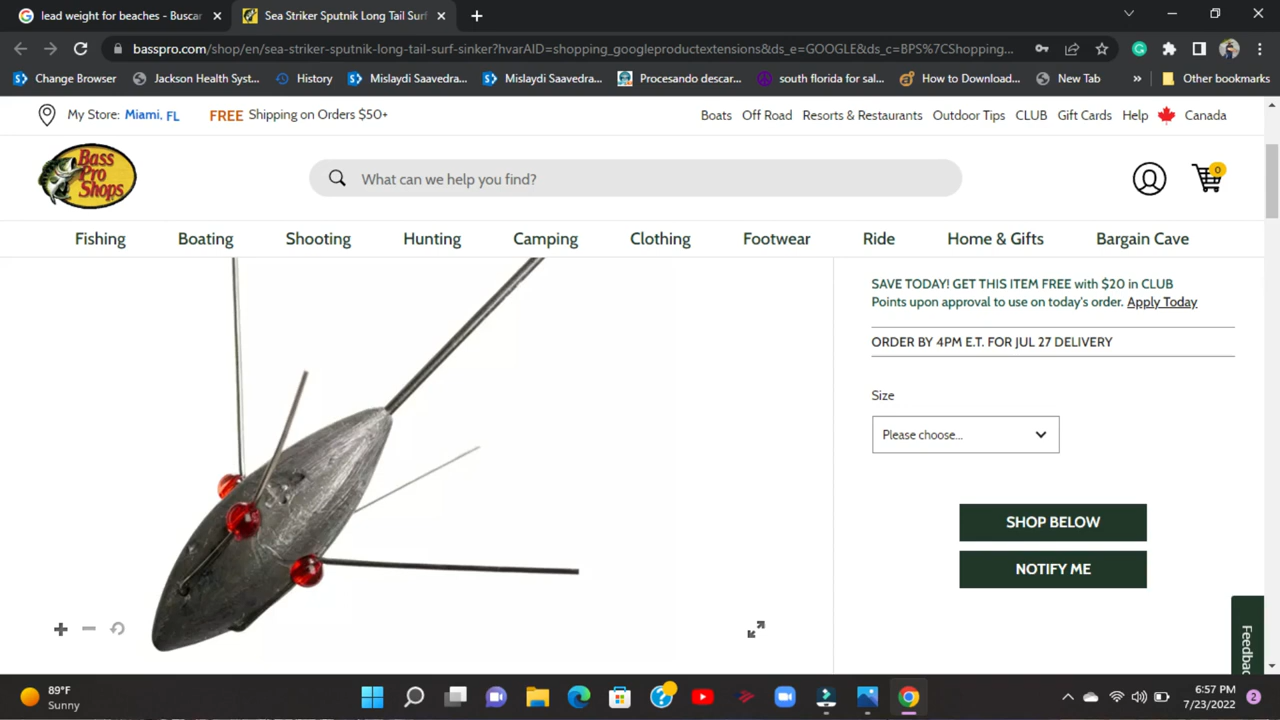 lead weight for beaches - Buscar
Sea Striker Sputnik Long Tail Surf
basspro.com/shop/en/sea-striker-sputnik-long-tail-surf-sinker?hvarAID=shopping_googleproductextensions&ds_e=GOOGLE&ds_c=BPS%7CShopping...
Change Browser
Jackson Health Syst...
History
Mislaydi Saavedra...
Mislaydi Saavedra...
Procesando descar...
south florida for sal...
How to Download...
New Tab
»
Other bookmarks
My Store: Miami, FL
FREE Shipping on Orders $50+
Boats
Off Road
Resorts & Restaurants
Outdoor Tips
CLUB
Gift Cards
Help
Canada
Bass Pro Shops
What can we help you find?
0
Fishing
Boating
Shooting
Hunting
Camping
Clothing
Footwear
Ride
Home & Gifts
Bargain Cave
SAVE TODAY! GET THIS ITEM FREE with $20 in CLUB
Points upon approval to use on today's order. Apply Today
ORDER BY 4PM E.T. FOR JUL 27 DELIVERY
Size
Please choose...
SHOP BELOW
NOTIFY ME
Feedba
89°F
Sunny
6:57 PM
7/23/2022
2